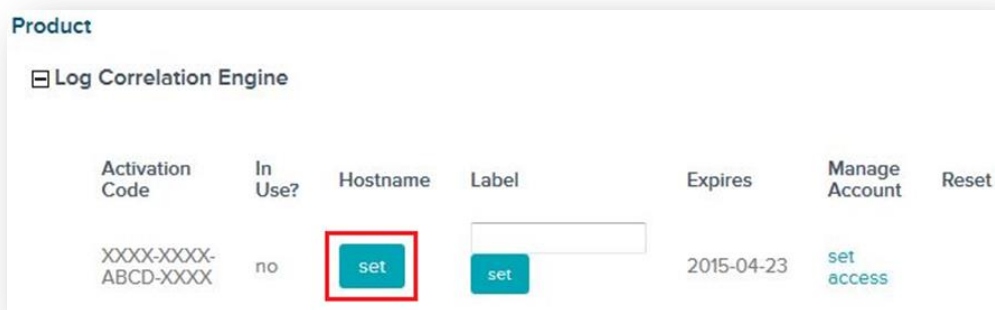 Product
Log Correlation Engine
Activation Code
In Use?
Hostname
Label
Expires
Manage Account
Reset
XXXX-XXXX-ABCD-XXXX
no
set
set
2015-04-23
set access